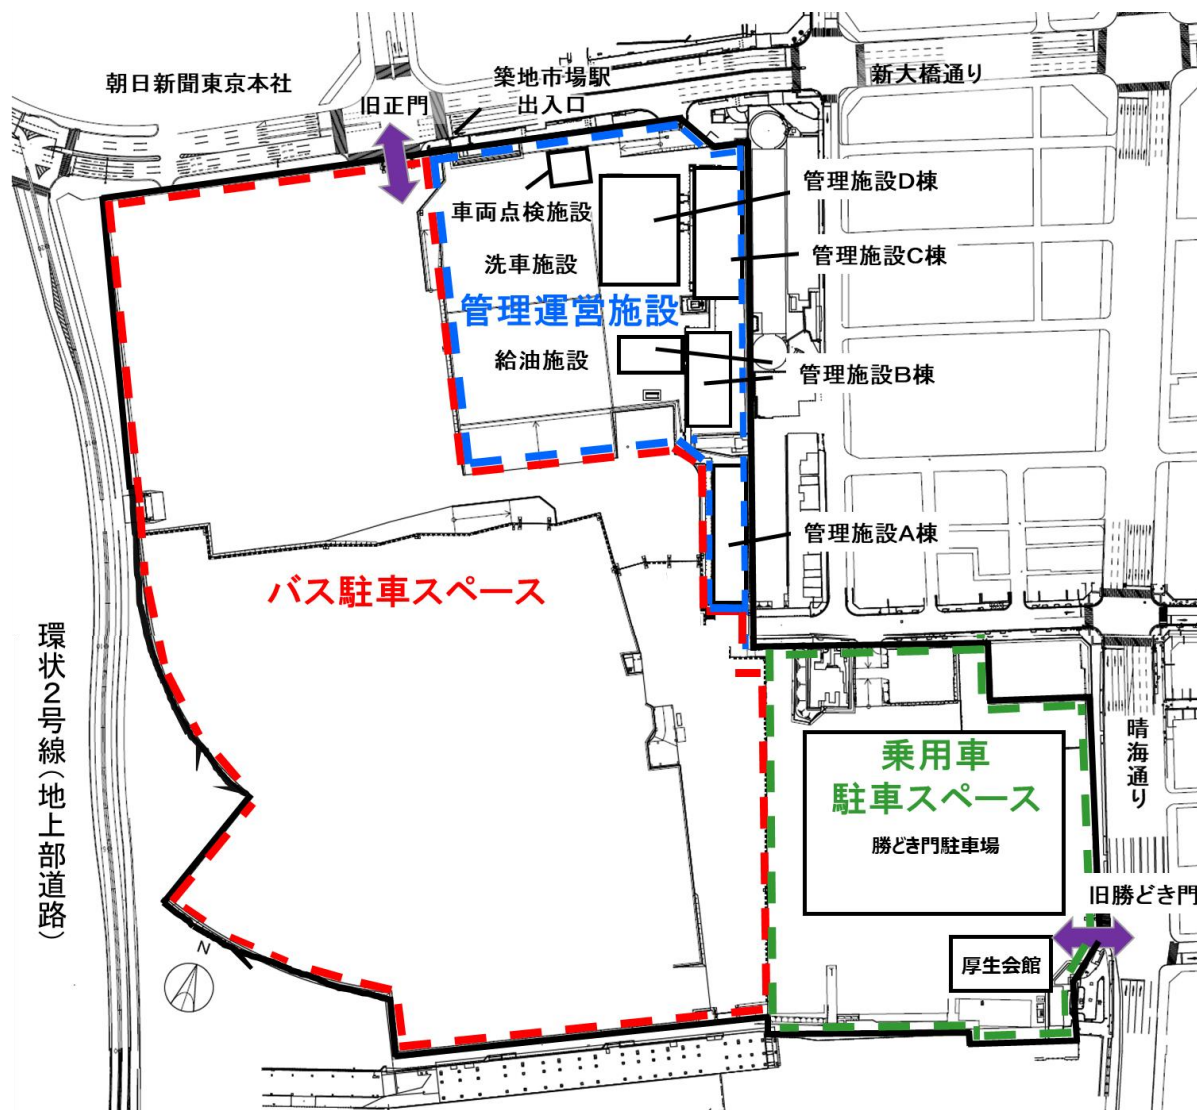 朝日新聞東京本社
旧正門
築地市場駅
出入口
新大橋通り
車両点検施設
管理施設D棟
洗車施設
管理施設C棟
管理運営施設
給油施設
管理施設B棟
管理施設A棟
バス駐車スペース
環状2号線(地上部道路)
乗用車
駐車スペース
勝どき門駐車場
晴海通り
旧勝どき門
厚生会館
N